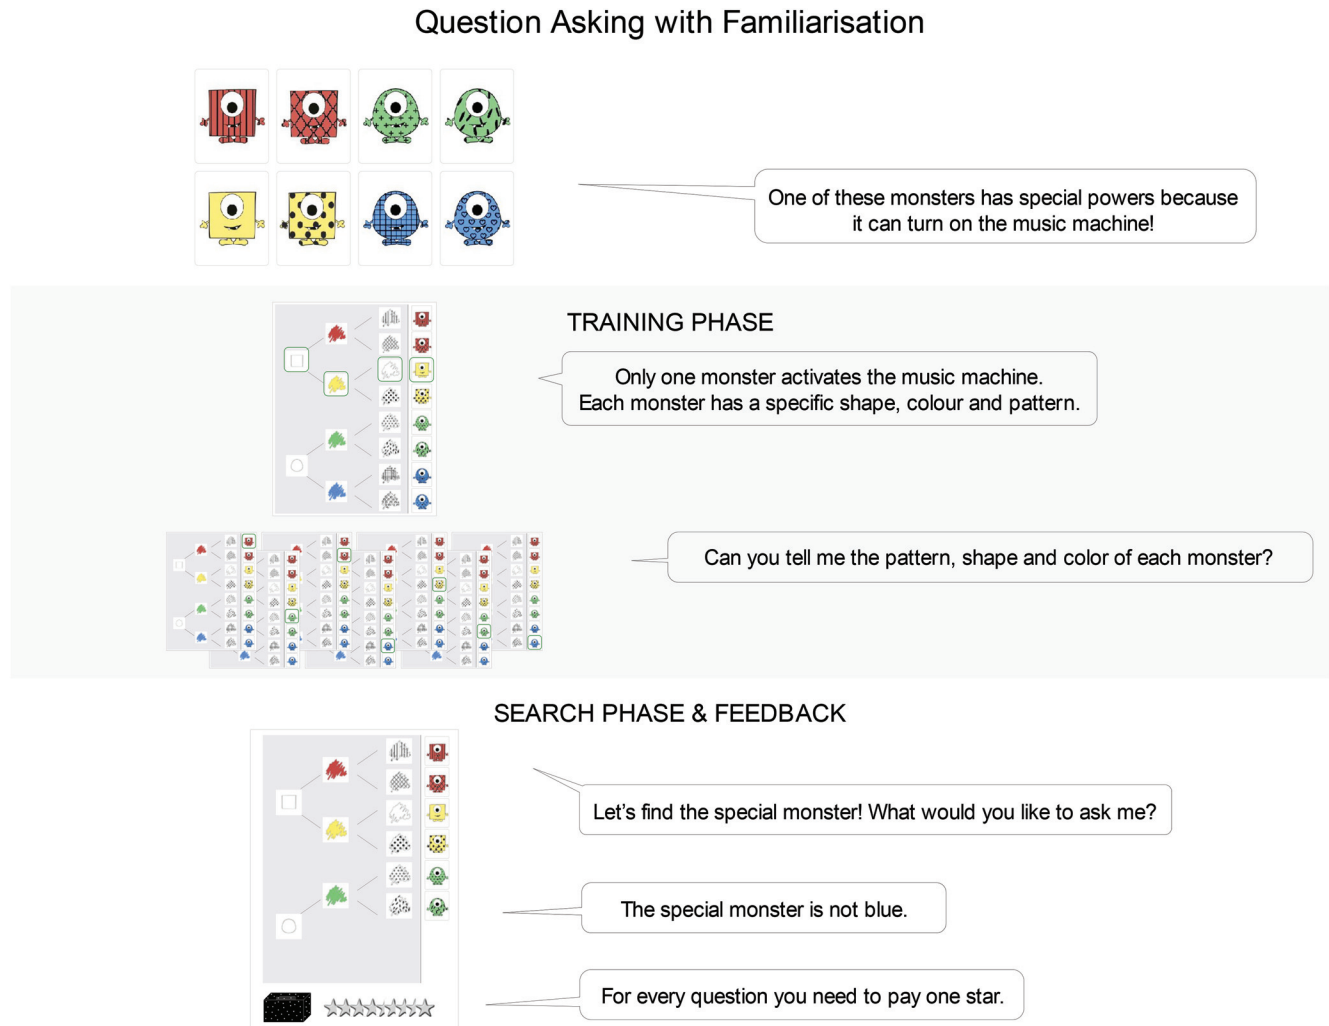 Question Asking with Familiarisation
One of these monsters has special powers because
it can turn on the music machine!
TRAINING PHASE
Only one monster activates the music machine.
Each monster has a specific shape, colour and pattern.
Can you tell me the pattern, shape and color of each monster?
SEARCH PHASE & FEEDBACK
Let's find the special monster! What would you like to ask me?
The special monster is not blue.
For every question you need to pay one star.